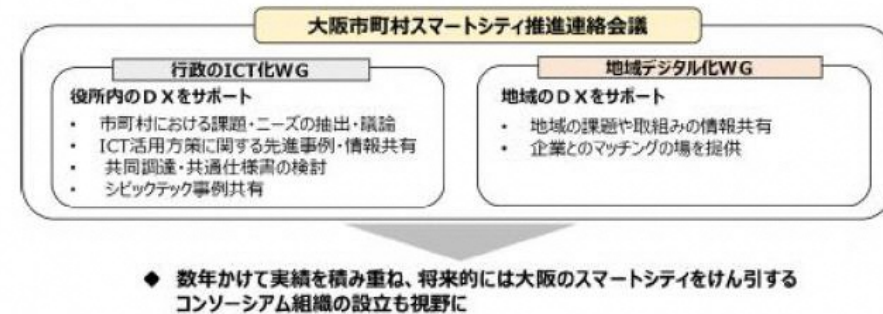 大阪市町村スマートシティ推進連絡会議
行政のICT化WG
役所内のDXをサポート
• 市町村における課題・ニーズの抽出・議論
• ICT活用方策に関する先進事例・情報共有
• 共同調達・共通仕様書の検討
• シビックテック事例共有
地域デジタル化WG
地域のDXをサポート
• 地域の課題や取組みの情報共有
• 企業とのマッチングの場を提供
◆ 数年かけて実績を積み重ね、将来的には大阪のスマートシティをけん引する
コンソーシアム組織の設立も視野に